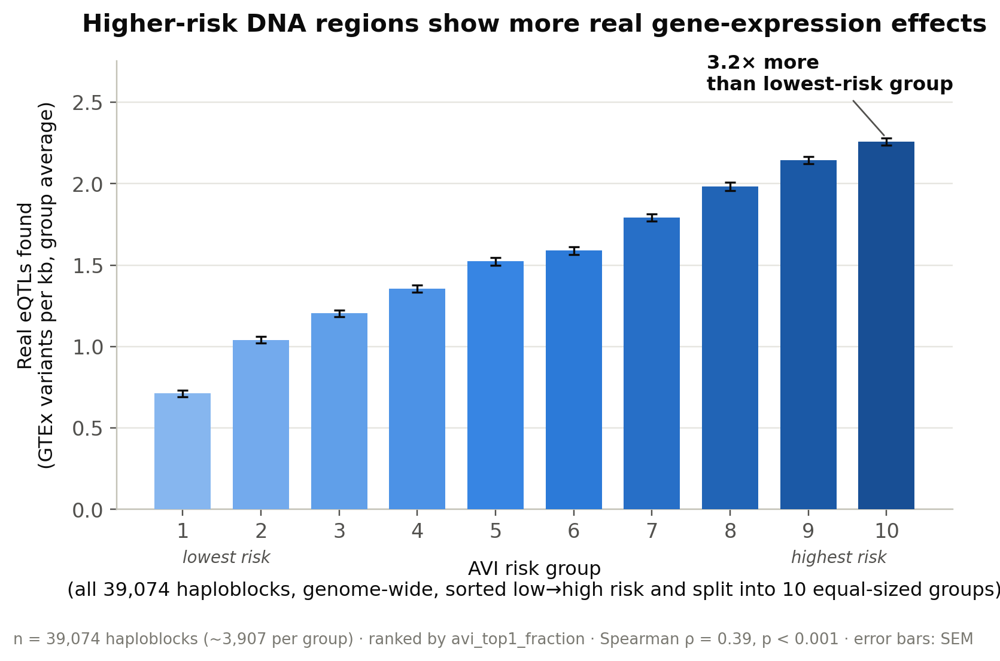 Higher-risk DNA regions show more real gene-expression effects
3.2× more
than lowest-risk group
Real eQTLs found
(GTEx variants per kb, group average)
2.5
2.0
1.5
1.0
0.5
0.0
1 2 3 4 5 6 7 8 9 10
lowest risk highest risk
AVI risk group
(all 39,074 haploblocks, genome-wide, sorted low→high risk and split into 10 equal-sized groups)
n = 39,074 haploblocks (~3,907 per group) · ranked by avi_top1_fraction · Spearman ρ = 0.39, p < 0.001 · error bars: SEM